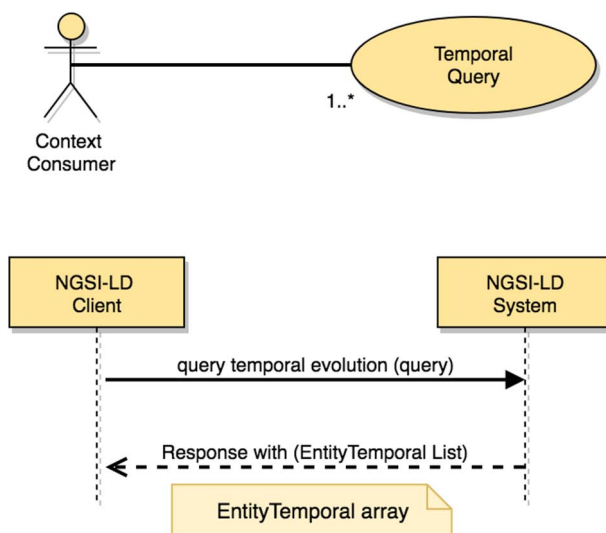 Temporal
Query
1..*
Context
Consumer
NGSI-LD
Client
NGSI-LD
System
query temporal evolution (query)
Response with (EntityTemporal List)
EntityTemporal array